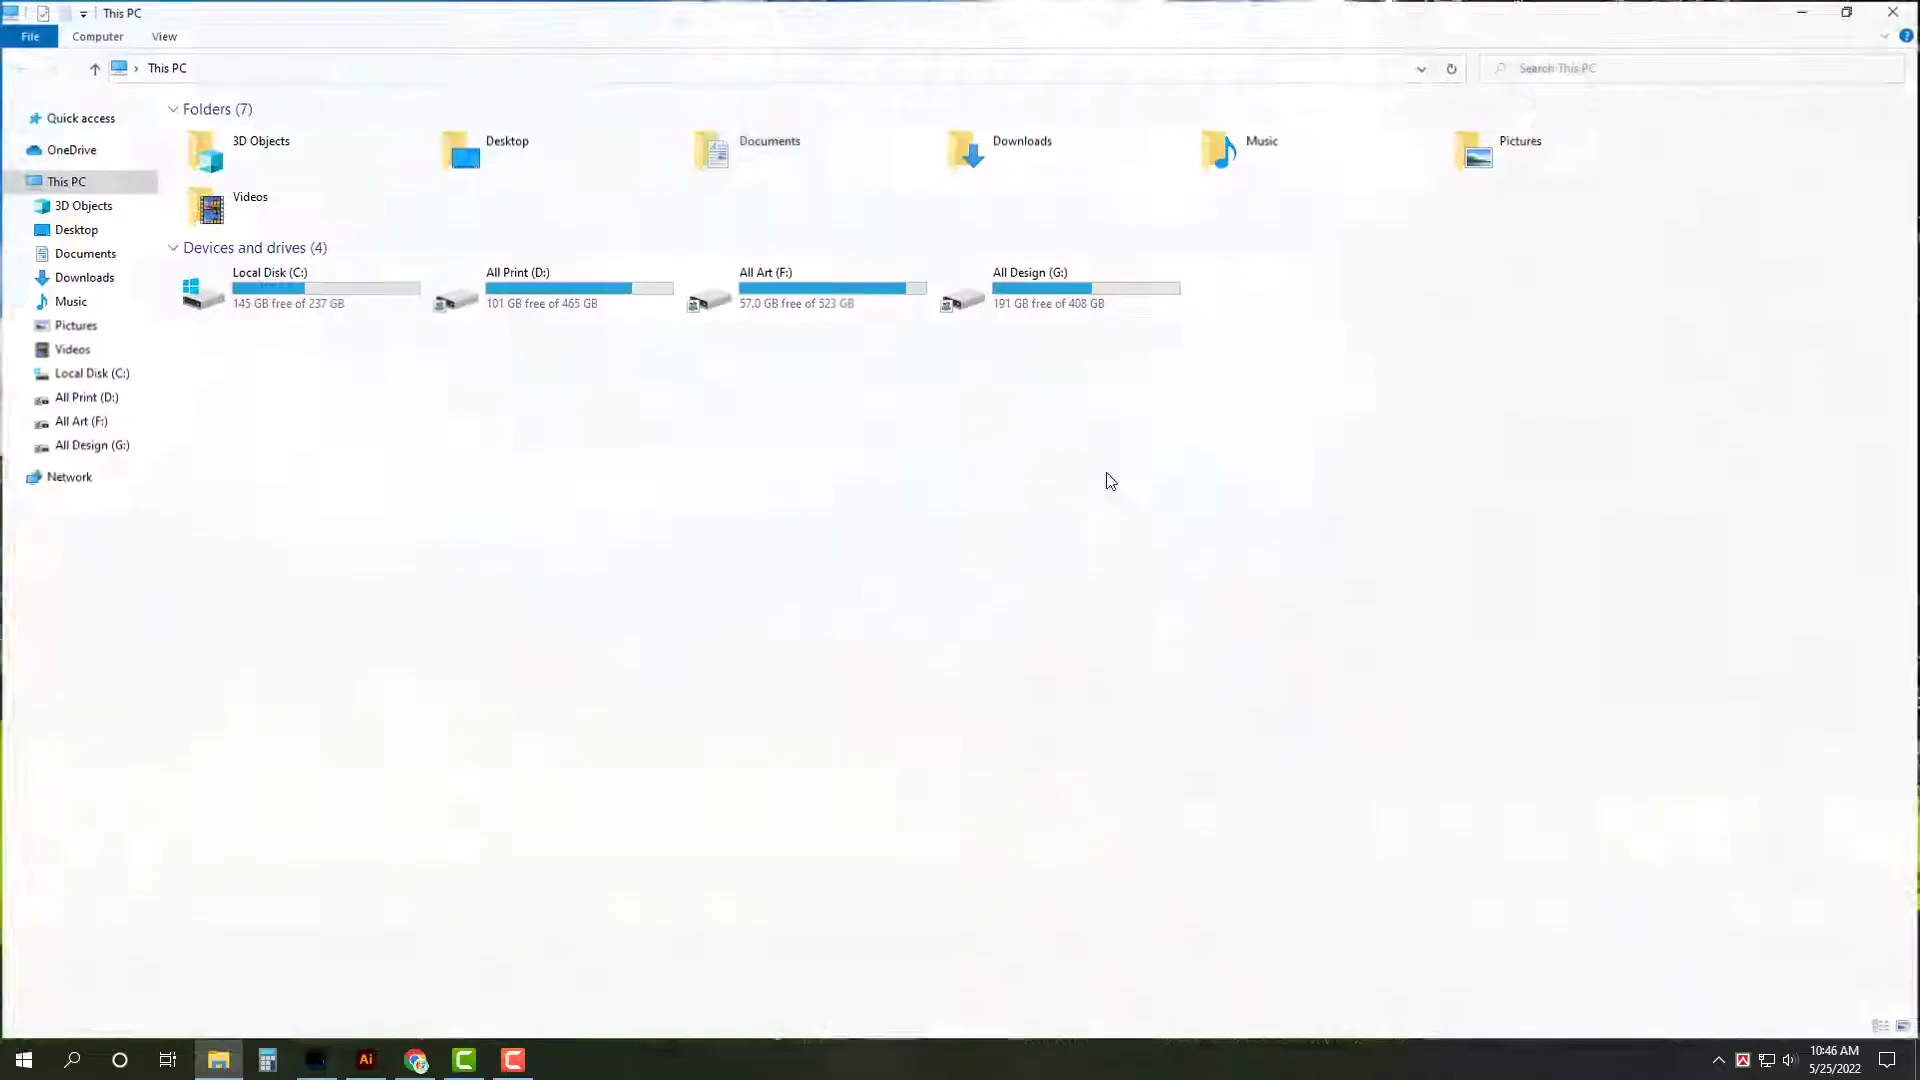 This PC
File Computer View
This PC
Search This PC
Quick access
OneDrive
This PC
3D Objects
Desktop
Documents
Downloads
Music
Pictures
Videos
Local Disk (C:)
All Print (D:)
All Art (F:)
All Design (G:)
Network
Folders (7)
3D Objects
Desktop
Documents
Downloads
Music
Pictures
Videos
Devices and drives (4)
Local Disk (C:)
145 GB free of 237 GB
All Print (D:)
101 GB free of 465 GB
All Art (F:)
57.0 GB free of 523 GB
All Design (G:)
191 GB free of 408 GB
Ai
10:46 AM
5/25/2022